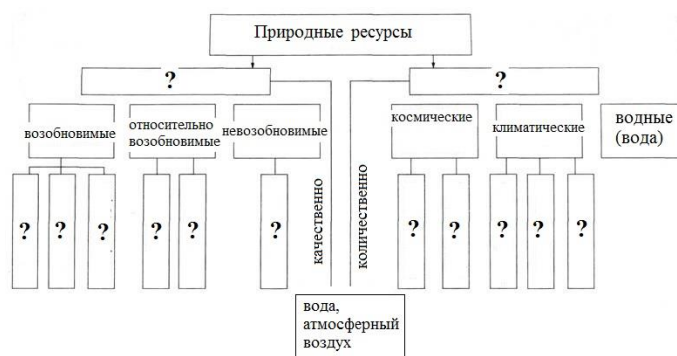 Природные ресурсы
?
?
возобновимые
относительно
возобновимые
невозобновимые
космические
климатические
водные
(вода)
?
?
?
?
?
?
качественно
количественно
?
?
?
?
?
вода,
атмосферный
воздух